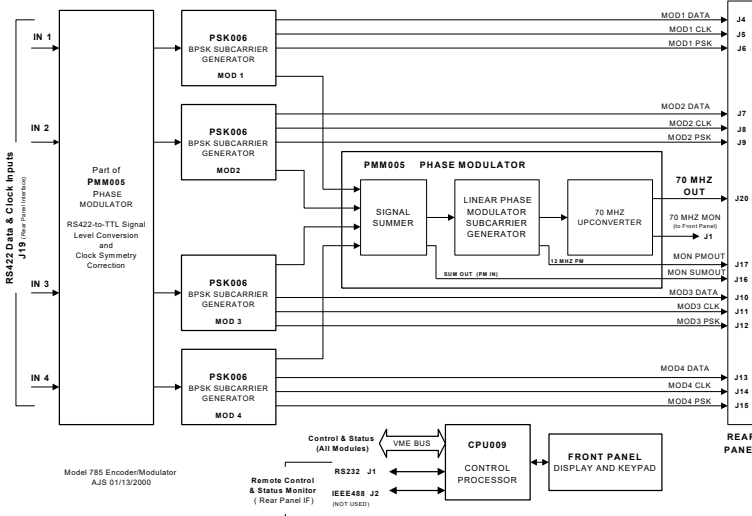 RS422 Data & Clock Inputs
J19 (Rear Panel Interface)
IN 1
IN 2
IN 3
IN 4
Part of
PMM005
PHASE
MODULATOR
RS422-to-TTL Signal
Level Conversion
and
Clock Symmetry
Correction
PSK006
BPSK SUBCARRIER
GENERATOR
MOD 1
PSK006
BPSK SUBCARRIER
GENERATOR
MOD2
PSK006
BPSK SUBCARRIER
GENERATOR
MOD 3
PSK006
BPSK SUBCARRIER
GENERATOR
MOD 4
PMM005 PHASE MODULATOR
SIGNAL
SUMMER
LINEAR PHASE
MODULATOR
SUBCARRIER
GENERATOR
70 MHZ
UPCONVERTER
12 MHZ PM
SUM OUT (PM IN)
MOD1 DATA J4
MOD1 CLK J5
MOD1 PSK J6
MOD2 DATA J7
MOD2 CLK J8
MOD2 PSK J9
70 MHZ
OUT
J20
70 MHZ MON
(to Front Panel)
J1
MON PMOUT J17
MON SUMOUT J16
MOD3 DATA J10
MOD3 CLK J11
MOD3 PSK J12
MOD4 DATA J13
MOD4 CLK J14
MOD4 PSK J15
REAR
PANEL
Control & Status
(All Modules)
VME BUS
CPU009
CONTROL
PROCESSOR
FRONT PANEL
DISPLAY AND KEYPAD
Remote Control
& Status Monitor
( Rear Panel IF)
RS232 J1
IEEE488 J2
(NOT USED)
Model 785 Encoder/Modulator
AJS 01/13/2000